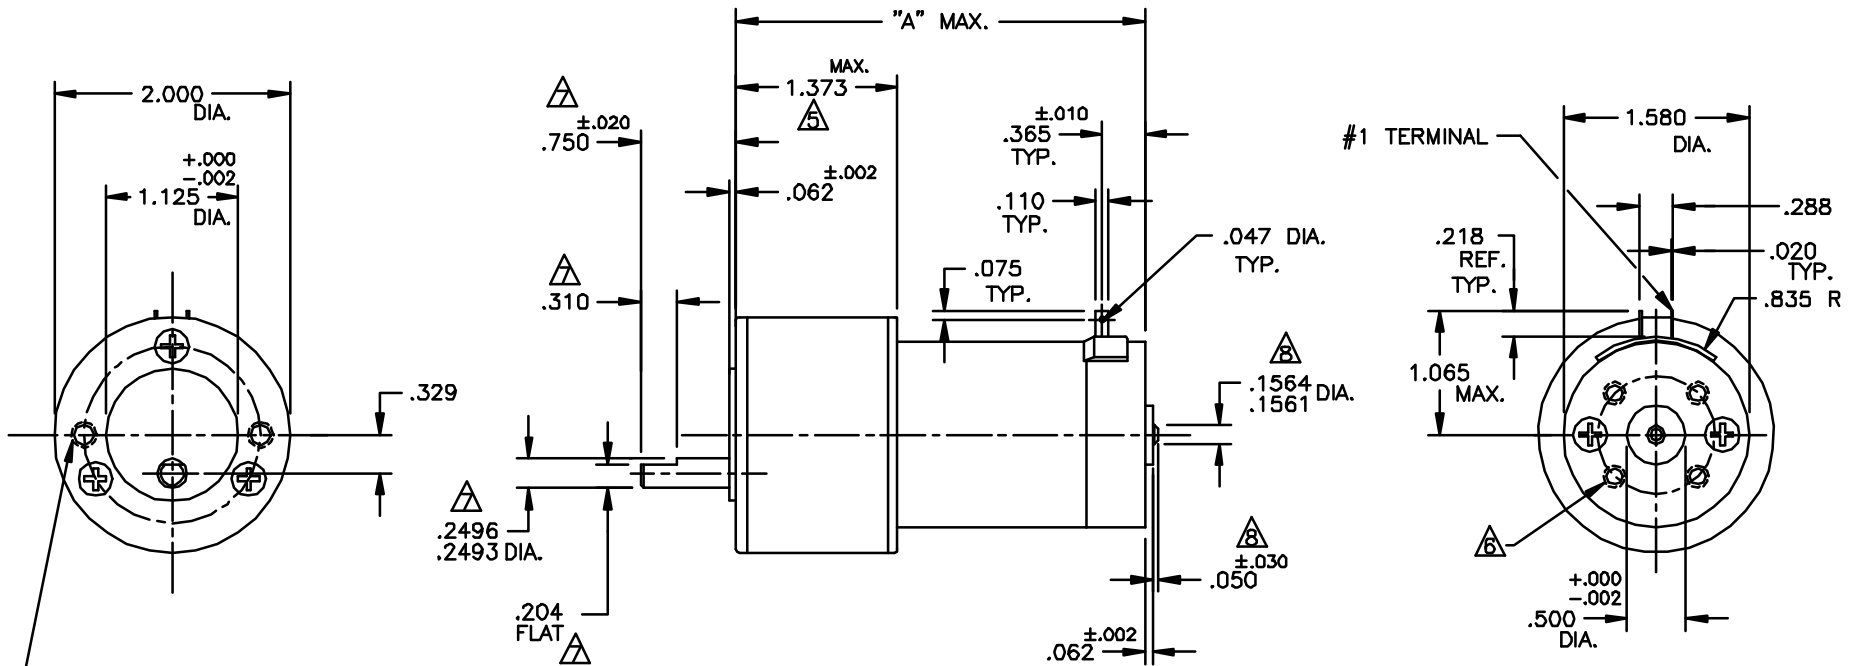 2.000
DIA.
+.000
-.002
1.125
DIA.
.329
"A" MAX.
MAX.
1.373
5
7
±.020
.750
±.002
.062
7
.310
±.010
.365
TYP.
.110
TYP.
.075
TYP.
.047 DIA.
TYP.
8
.1564
.1561 DIA.
7
.2496
.2493 DIA.
.204
FLAT
7
8
±.030
.050
±.002
.062
#1 TERMINAL
1.580
DIA.
.288
.020
TYP.
.218
REF.
TYP.
.835 R
1.065
MAX.
6
+.000
-.002
.500
DIA.